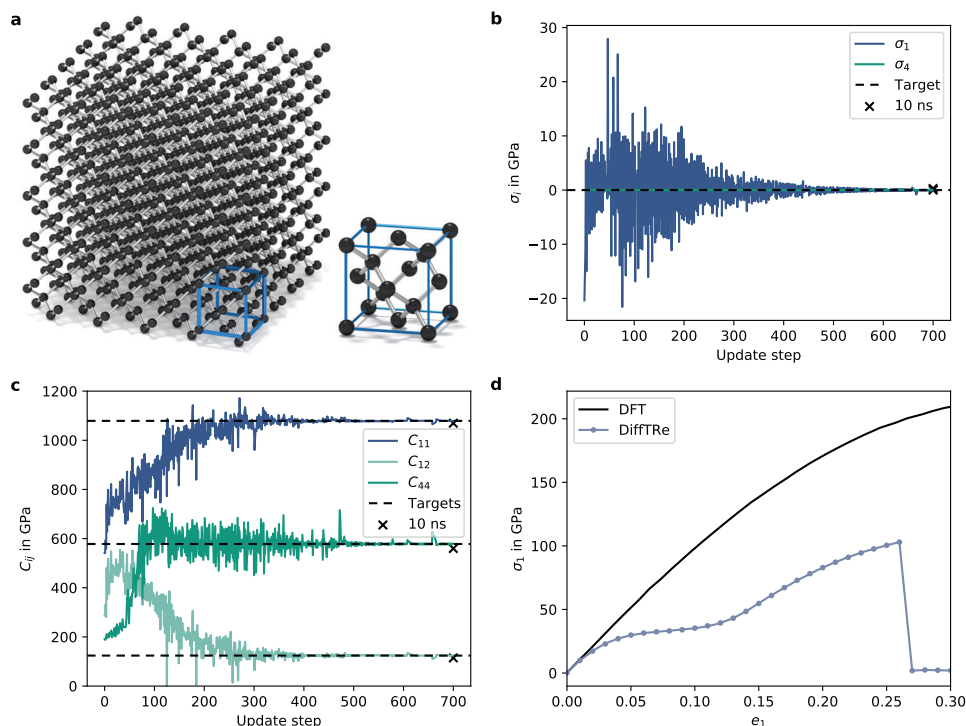 a
b
30
20
10
0
−10
−20
σᵢ in GPa
0 100 200 300 400 500 600 700
Update step
σ₁
σ₄
Target
10 ns
c
1200
1000
800
600
400
200
0
Cᵢⱼ in GPa
0 100 200 300 400 500 600 700
Update step
C₁₁
C₁₂
C₄₄
Targets
10 ns
d
200
150
100
50
0
σ₁ in GPa
0.00 0.05 0.10 0.15 0.20 0.25 0.30
e₁
DFT
DiffTRe